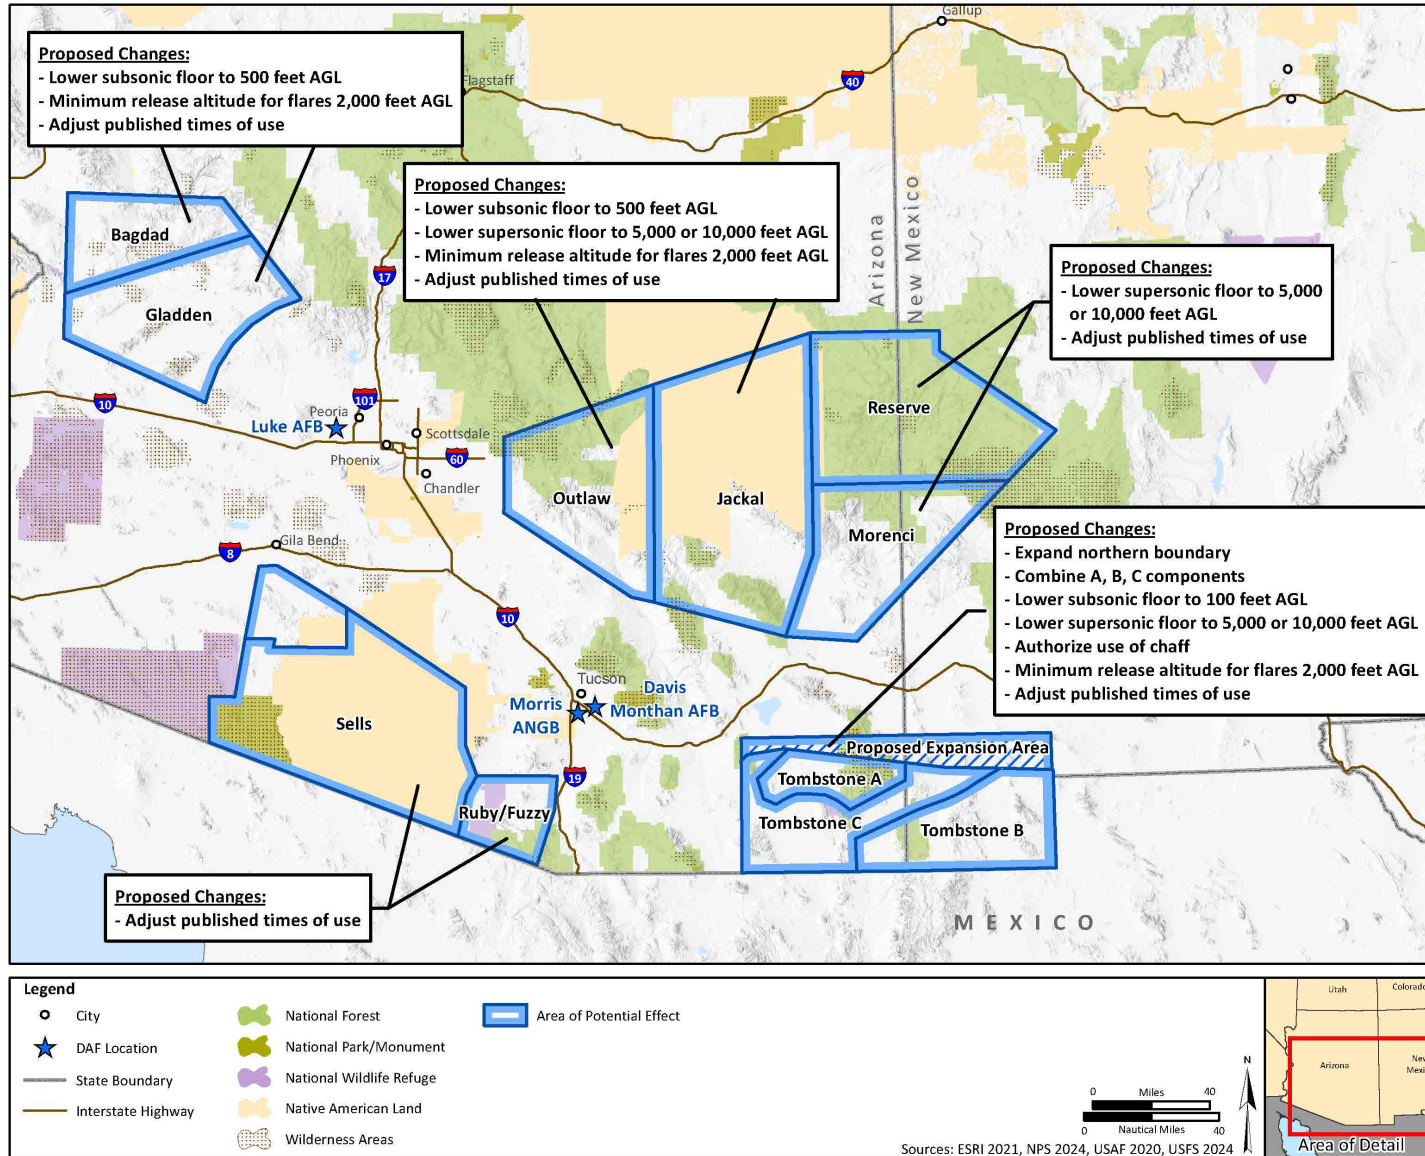 Gallup
Proposed Changes:
- Lower subsonic floor to 500 feet AGL
- Minimum release altitude for flares 2,000 feet AGL
- Adjust published times of use
Flagstaff
40
Proposed Changes:
- Lower subsonic floor to 500 feet AGL
- Lower supersonic floor to 5,000 or 10,000 feet AGL
- Minimum release altitude for flares 2,000 feet AGL
- Adjust published times of use
Arizona
New Mexico
Bagdad
Gladden
17
Proposed Changes:
- Lower supersonic floor to 5,000
or 10,000 feet AGL
- Adjust published times of use
10
101
Peoria
Luke AFB
Scottsdale
Phoenix
60
Chandler
Reserve
Outlaw
Jackal
Morenci
Gila Bend
8
10
Proposed Changes:
- Expand northern boundary
- Combine A, B, C components
- Lower subsonic floor to 100 feet AGL
- Lower supersonic floor to 5,000 or 10,000 feet AGL
- Authorize use of chaff
- Minimum release altitude for flares 2,000 feet AGL
- Adjust published times of use
Tucson
Davis
Monthan AFB
Morris
ANGB
Sells
Proposed Expansion Area
Tombstone A
19
Ruby/Fuzzy
Tombstone C
Tombstone B
Proposed Changes:
- Adjust published times of use
MEXICO
Legend
City
DAF Location
State Boundary
Interstate Highway
National Forest
National Park/Monument
National Wildlife Refuge
Native American Land
Wilderness Areas
Area of Potential Effect
0 Miles 40
0 Nautical Miles 40
N
Sources: ESRI 2021, NPS 2024, USAF 2020, USFS 2024
Utah
Colorado
Arizona
New
Mexi
Area of Detail